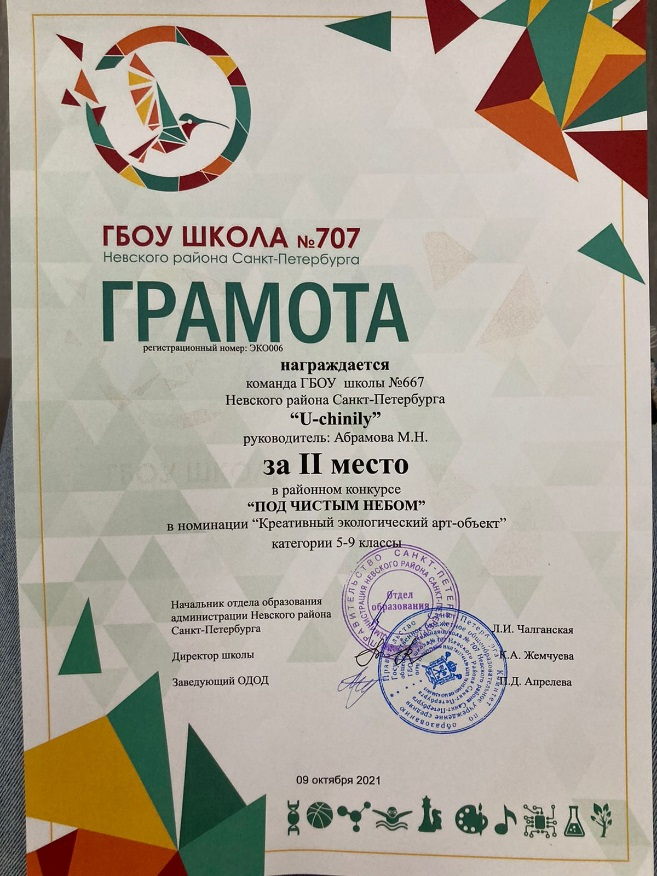 ГБОУ ШКОЛА №707
Невского района Санкт-Петербурга
ГРАМОТА
регистрационный номер: ЭКО006
награждается
команда ГБОУ школы №667
Невского района Санкт-Петербурга
“U-chinily”
руководитель: Абрамова М.Н.
за II место
в районном конкурсе
“ПОД ЧИСТЫМ НЕБОМ”
в номинации “Креативный экологический арт-объект”
категории 5-9 классы
Отдел
образования
Начальник отдела образования
администрации Невского района
Санкт-Петербурга
Л.И. Чалганская
Директор школы
К.А. Жемчуева
Заведующий ОДОД
П.Д. Апрелева
09 октября 2021